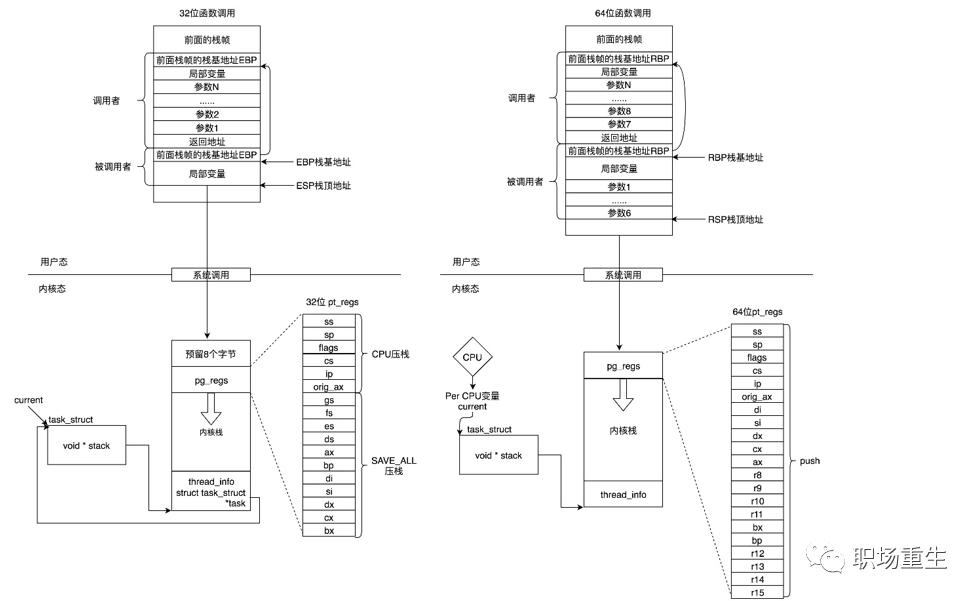 32位函数调用
前面的栈帧
前面栈帧的栈基地址EBP
局部变量
参数N
......
参数2
参数1
返回地址
前面栈帧的栈基地址EBP
局部变量
调用者
被调用者
EBP栈基地址
ESP栈顶地址
用户态
系统调用
内核态
预留8个字节
pg_regs
内核栈
thread_info
struct task_struct
*task
current
task_struct
void * stack
32位 pt_regs
ss
sp
flags
cs
ip
orig_ax
gs
fs
es
ds
ax
bp
di
si
dx
cx
bx
CPU压栈
SAVE_ALL
压栈
64位函数调用
前面的栈帧
前面栈帧的栈基地址RBP
局部变量
参数N
......
参数8
参数7
返回地址
前面栈帧的栈基地址RBP
局部变量
参数1
......
参数6
调用者
被调用者
RBP栈基地址
RSP栈顶地址
用户态
系统调用
内核态
CPU
Per CPU变量
current
task_struct
void * stack
pg_regs
内核栈
thread_info
64位pt_regs
ss
sp
flags
cs
ip
orig_ax
di
si
dx
cx
ax
r8
r9
r10
r11
bx
bp
r12
r13
r14
r15
push
职场重生